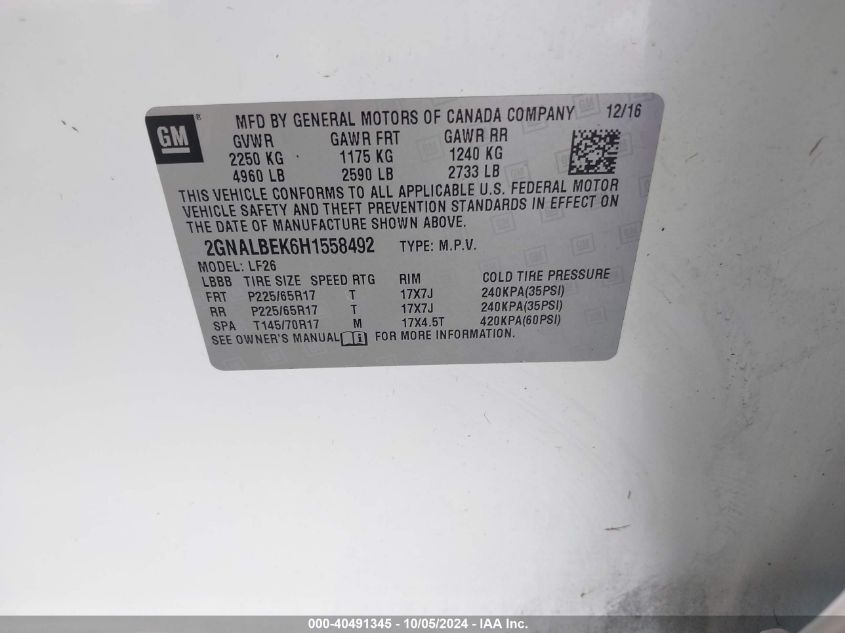 GM ® MFD BY GENERAL MOTORS OF CANADA COMPANY 12/16
GVWR GAWR FRT GAWR RR
2250 KG 1175 KG 1240 KG
4960 LB 2590 LB 2733 LB
THIS VEHICLE CONFORMS TO ALL APPLICABLE U.S. FEDERAL MOTOR
VEHICLE SAFETY AND THEFT PREVENTION STANDARDS IN EFFECT ON
THE DATE OF MANUFACTURE SHOWN ABOVE.
2GNALBEK6H1558492 TYPE: M.P.V.
MODEL: LF26
LBBB TIRE SIZE SPEED RTG RIM COLD TIRE PRESSURE
FRT P225/65R17 T 17X7J 240KPA(35PSI)
RR P225/65R17 T 17X7J 240KPA(35PSI)
SPA T145/70R17 M 17X4.5T 420KPA(60PSI)
SEE OWNER'S MANUAL FOR MORE INFORMATION.
000-40491345 - 10/05/2024 - IAA Inc.